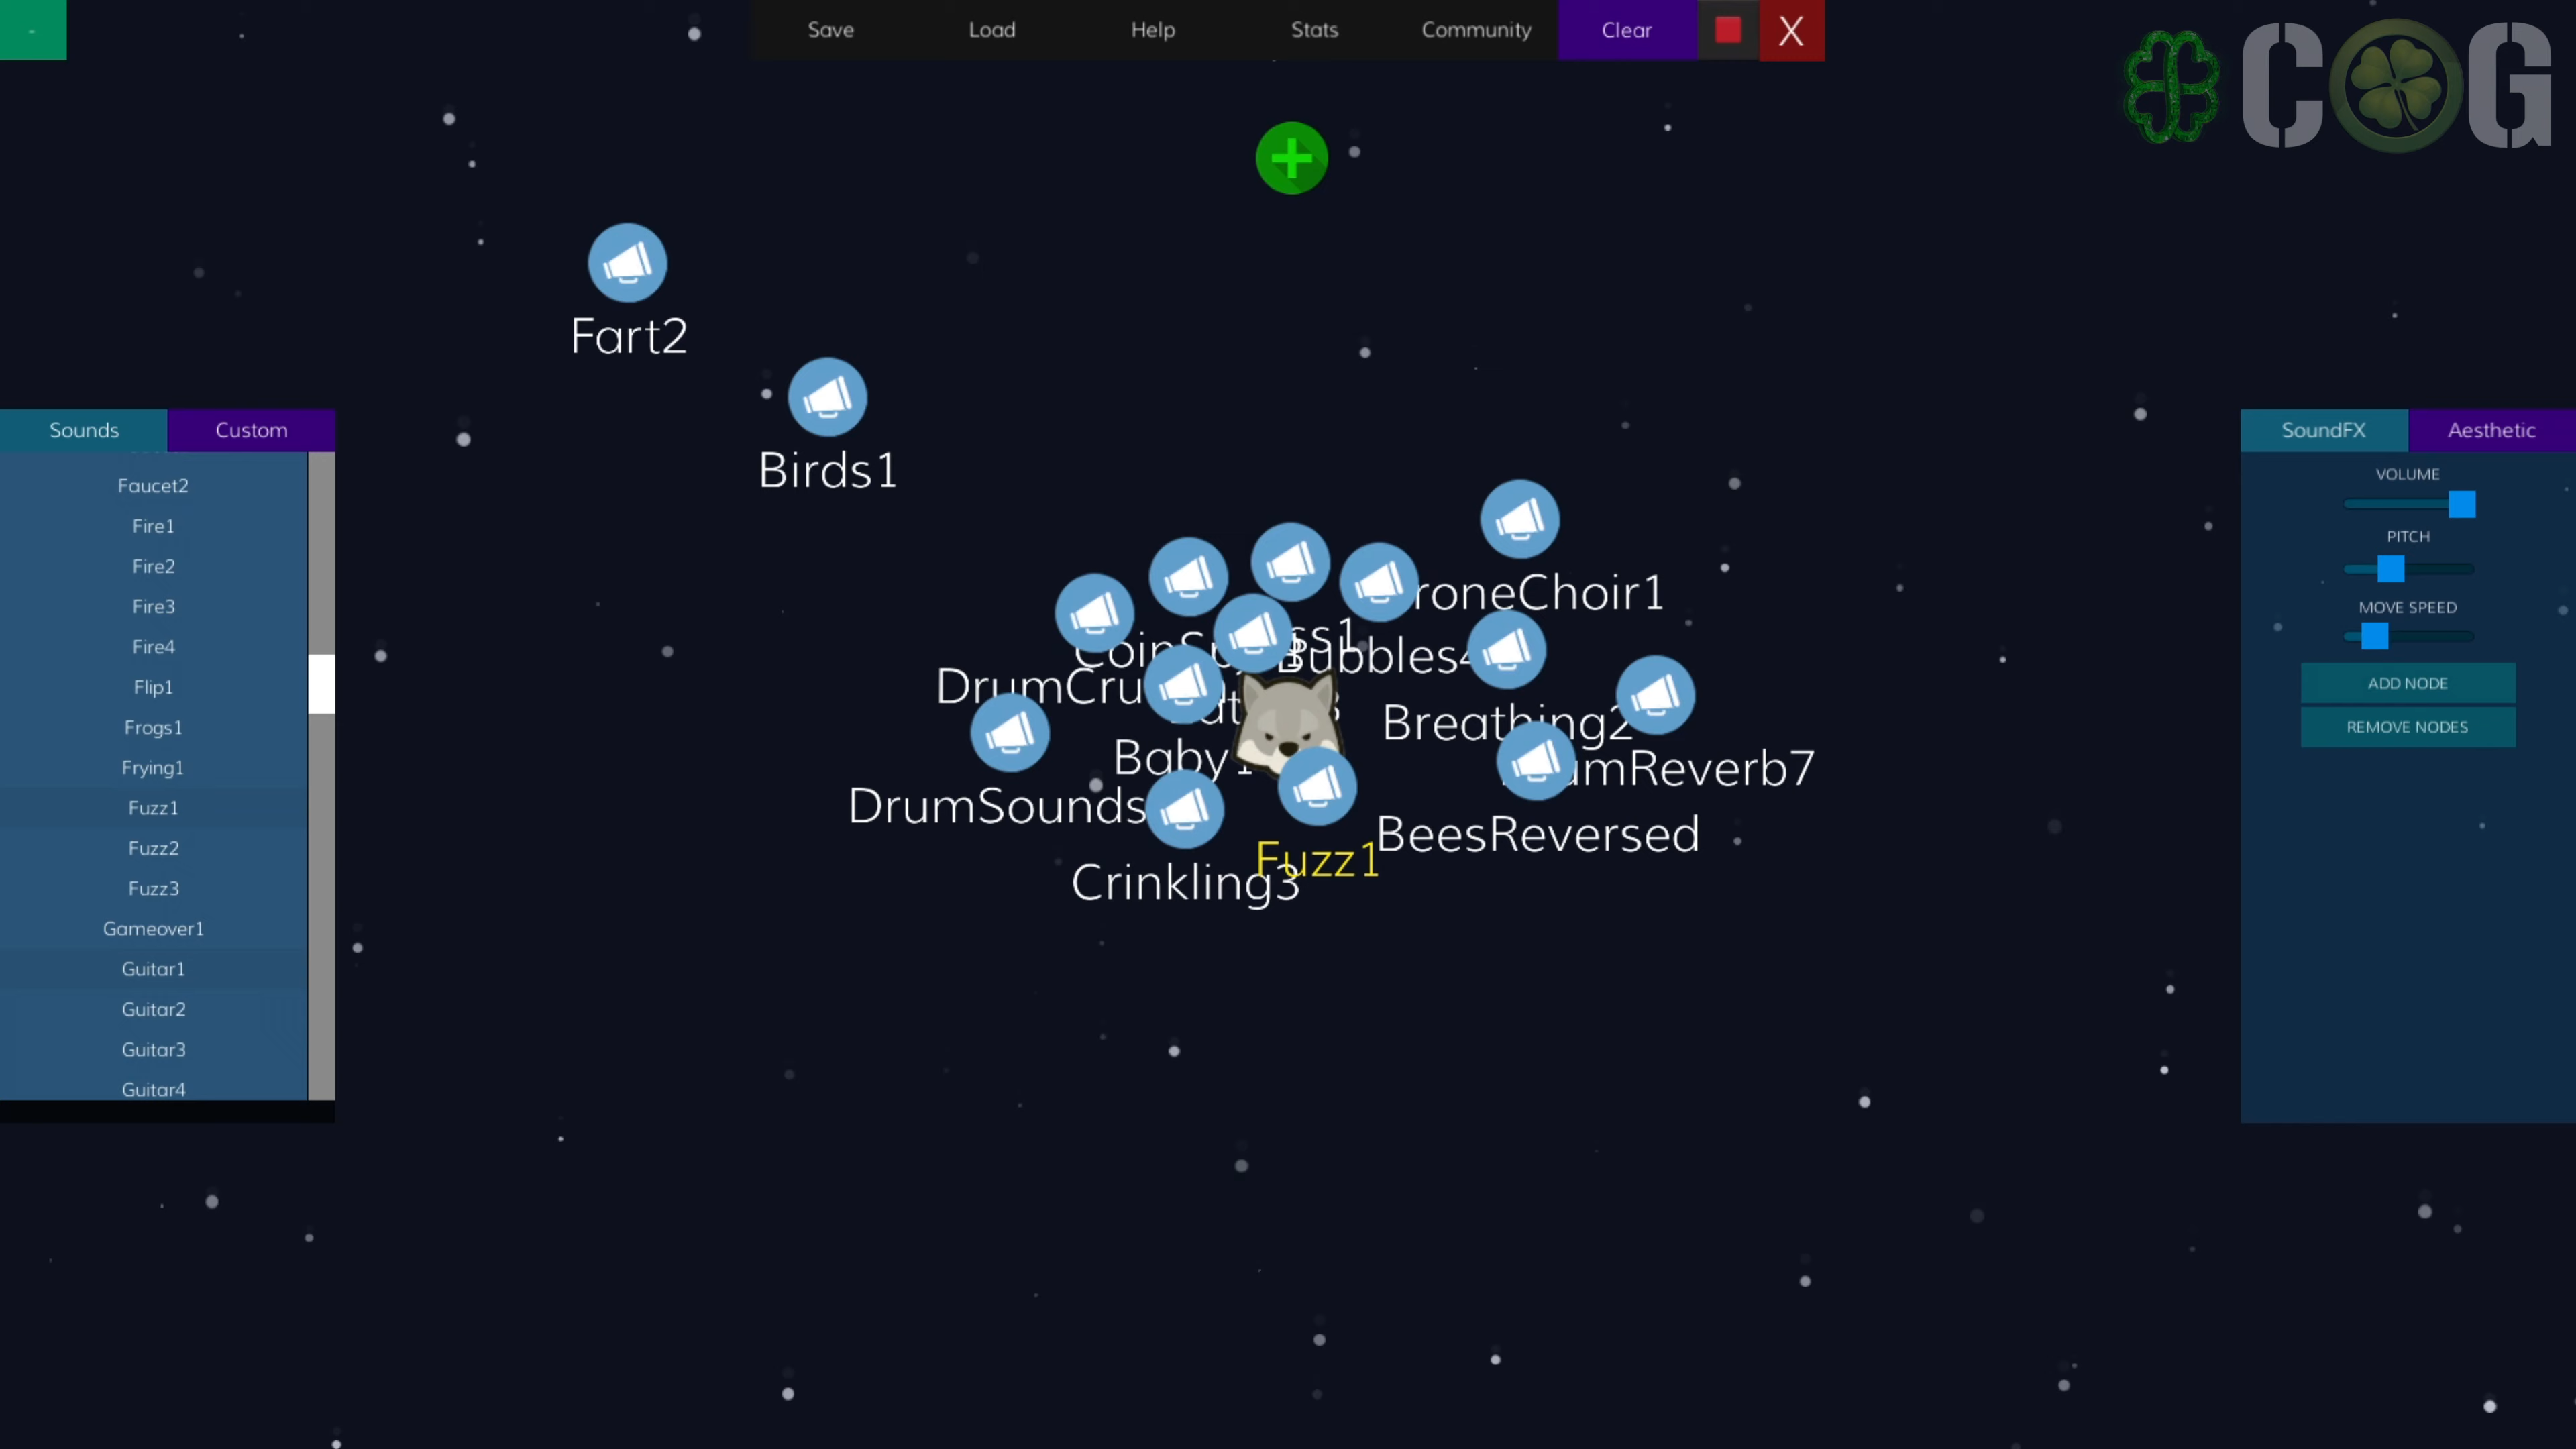 -
Save
Load
Help
Stats
Community
Clear
X
COG
Fart2
Birds1
Sounds
Custom
Faucet2
Fire1
Fire2
Fire3
Fire4
Flip1
Frogs1
Frying1
Fuzz1
Fuzz2
Fuzz3
Gameover1
Guitar1
Guitar2
Guitar3
Guitar4
roneChoir1
Bubbles4
Breathing2
Baby1
DrumSounds
mReverb7
BeesReversed
Fuzz1
Crinkling3
SoundFX
Aesthetic
VOLUME
PITCH
MOVE SPEED
ADD NODE
REMOVE NODES